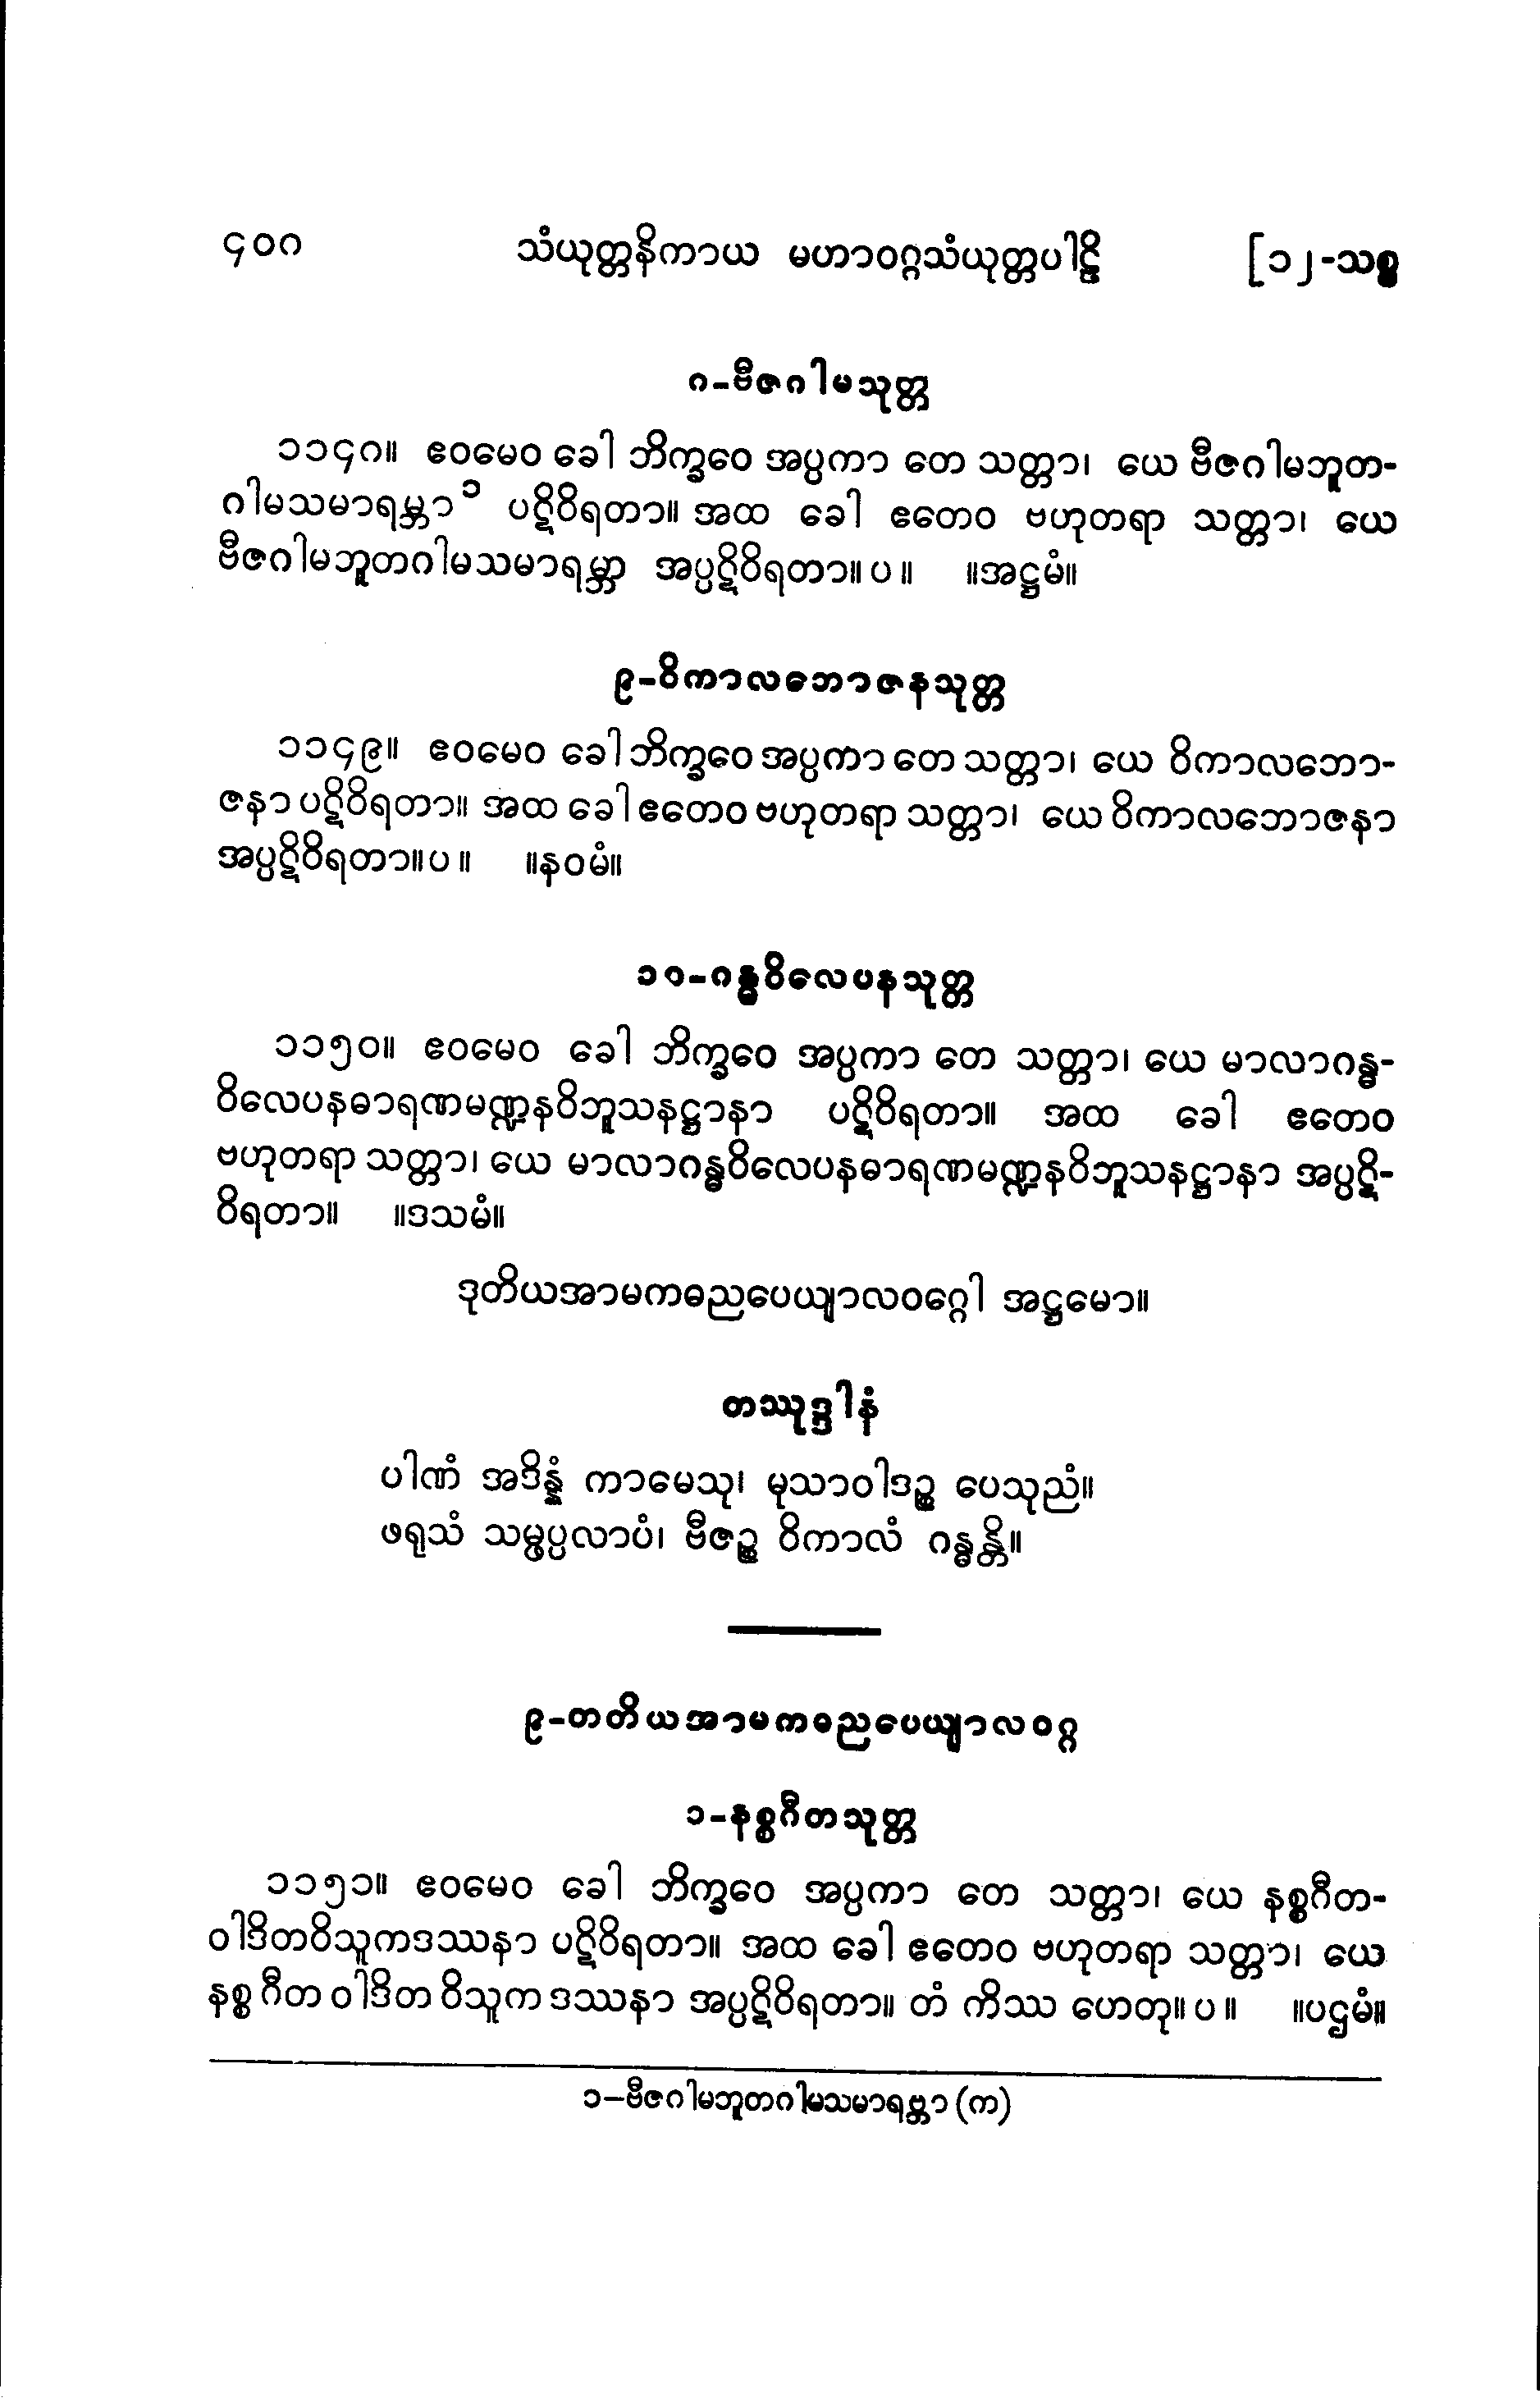 ၄၀ဂ သံယုတ္တနိကာယ မဟာဝဂ္ဂသံယုတ္တပါဠိ [၁၂-သစ္စ
ဂ-ဗီဇဂါမသုတ္တ
၁၁၄ဂ။ ဧဝမေဝ ခေါ ဘိက္ခဝေ အပ္ပကာ တေ သတ္တာ၊ ယေ ဗီဇဂါမဘူတ-
ဂါမသမာရမ္ဘာ ၁ ပဋိဝိရတာ။ အထ ခေါ ဧတေဝ ဗဟုတရာ သတ္တာ၊ ယေ
ဗီဇဂါမဘူတဂါမသမာရမ္ဘာ အပ္ပဋိဝိရတာ။ပ။ ။အဋ္ဌမံ။
၉-ဝိကာလဘောဇနသုတ္တ
၁၁၄၉။ ဧဝမေဝ ခေါ ဘိက္ခဝေ အပ္ပကာ တေ သတ္တာ၊ ယေ ဝိကာလဘော-
ဇနာ ပဋိဝိရတာ။ အထ ခေါ ဧတေဝ ဗဟုတရာ သတ္တာ၊ ယေ ဝိကာလဘောဇနာ
အပ္ပဋိဝိရတာ။ပ။ ။နဝမံ။
၁၀-ဂန္ဓဝိလေပနသုတ္တ
၁၁၅၀။ ဧဝမေဝ ခေါ ဘိက္ခဝေ အပ္ပကာ တေ သတ္တာ၊ ယေ မာလာဂန္ဓ-
ဝိလေပနဓာရဏမဏ္ဍနဝိဘူသနဋ္ဌာနာ ပဋိဝိရတာ။ အထ ခေါ ဧတေဝ
ဗဟုတရာ သတ္တာ၊ ယေ မာလာဂန္ဓဝိလေပနဓာရဏမဏ္ဍနဝိဘူသနဋ္ဌာနာ အပ္ပဋိ-
ဝိရတာ။ ။ဒသမံ။
ဒုတိယအာမကဓညပေယျာလဝဂ္ဂေါ အဋ္ဌမော။
တဿုဒ္ဒါနံ
ပါဏံ အဒိန္နံ ကာမေသု၊ မုသာဝါဒဉ္စ ပေသုညံ။
ဖရုသံ သမ္ဖပ္ပလာပံ၊ ဗီဇဉ္စ ဝိကာလံ ဂန္ဓန္တိ။
၉-တတိယအာမကဓညပေယျာလဝဂ္ဂ
၁-နစ္စဂီတသုတ္တ
၁၁၅၁။ ဧဝမေဝ ခေါ ဘိက္ခဝေ အပ္ပကာ တေ သတ္တာ၊ ယေ နစ္စဂီတ-
ဝါဒိတဝိသူကဒဿနာ ပဋိဝိရတာ။ အထ ခေါ ဧတေဝ ဗဟုတရာ သတ္တာ၊ ယေ
နစ္စ ဂီတ ဝါဒိတ ဝိသူက ဒဿနာ အပ္ပဋိဝိရတာ။ တံ ကိဿ ဟေတု။ပ။ ။ပဌမံ။
၁-ဗီဇဂါမဘူတဂါမသမာရဗ္ဘာ (က)